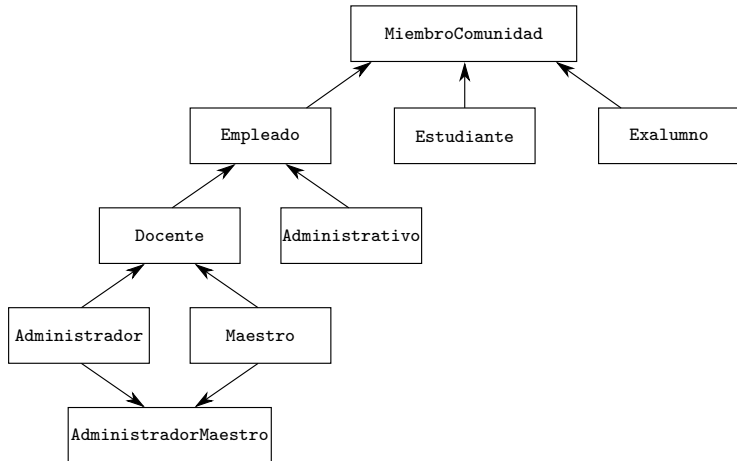 MiembroComunidad
Empleado
Estudiante
Exalumno
Docente
Administrativo
Administrador
Maestro
AdministradorMaestro